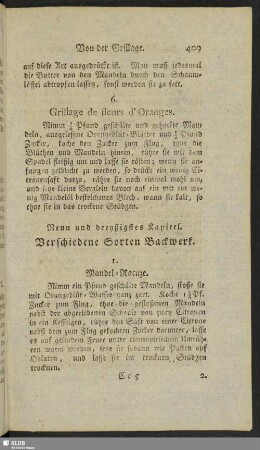 Von der Grillage. 409
auf diese Art ausgedrückt ist. Man muß jedesmal
die Butter von den Mandeln durch den Schaum-
löffel abtropfen lassen, sonst werden sie zu fett.
6.
Grillage de fleurs d'Oranges.
Nimm ¼ Pfund geschälte und gehackte Man-
deln, ausgelesene Orangeblüt-Blätter und ½ Pfund
Zucker, koche den Zucker zum Flug, thue die
Blüthen und Mandeln hinein, rühre sie mit dem
Spadel fleißig um und lasse sie rösten; wenn sie an-
fangen gelblicht zu werden, so drücke ein wenig Ci-
tronensaft darzu, rühre sie noch einmal wohl um,
und setze kleine Berglein davon auf ein mit ein we-
nig Mandelöl bestrichenes Blech, wann sie kalt, so
thue sie in das trockene Stübgen.
Neun und dreyßigstes Kapitel.
Verschiedene Sorten Backwerk.
1.
Mandel-
Nimm ein Pfund geschälte Mandeln, stoße sie
mit Orangeblüt-Wasser ganz zart. Koche 1½ Pf.
Zucker zum Flug, thue die gestoßenen Mandeln
nebst der abgeriebenen Schaale von zwey Citronen
in ein Kesselgen, rühre den Saft von einer Citrone
nebst dem zum Flug gekochten Zucker darunter, lasse
es auf gelindem Feuer unter continuirlichem Umrüh-
ren warm werden, setze sie sodann wie Pasten auf
Oblaten, und lasse sie im trocknen Stübgen
trocknen.
Cc 5 2.
SLUB